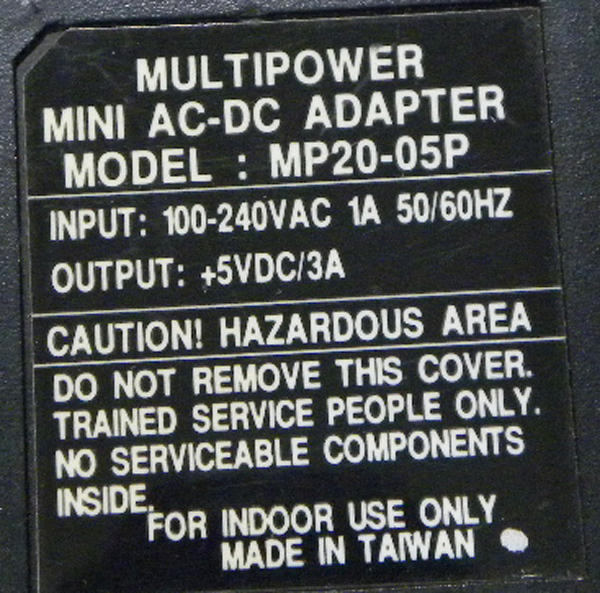 MULTIPOWER
MINI AC-DC ADAPTER
MODEL : MP20-05P
INPUT: 100-240VAC 1A 50/60HZ
OUTPUT: +5VDC/3A
CAUTION! HAZARDOUS AREA
DO NOT REMOVE THIS COVER.
TRAINED SERVICE PEOPLE ONLY.
NO SERVICEABLE COMPONENTS
INSIDE.
FOR INDOOR USE ONLY
MADE IN TAIWAN